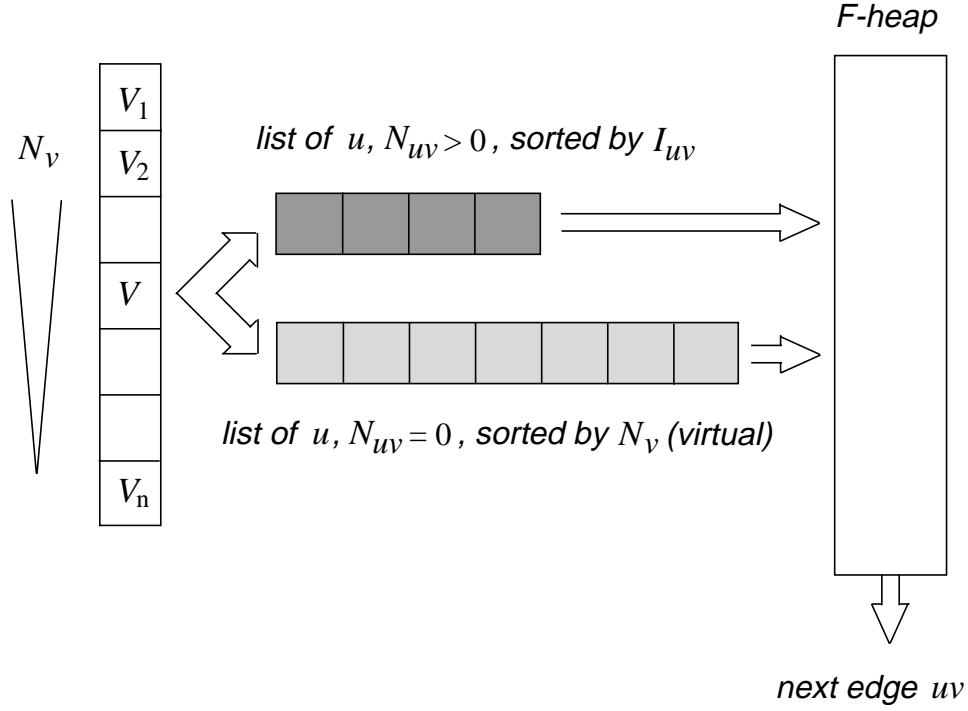 F-heap
N_v
V_1
V_2
V
V_n
list of u, N_uv > 0, sorted by I_uv
list of u, N_uv = 0, sorted by N_v (virtual)
next edge uv